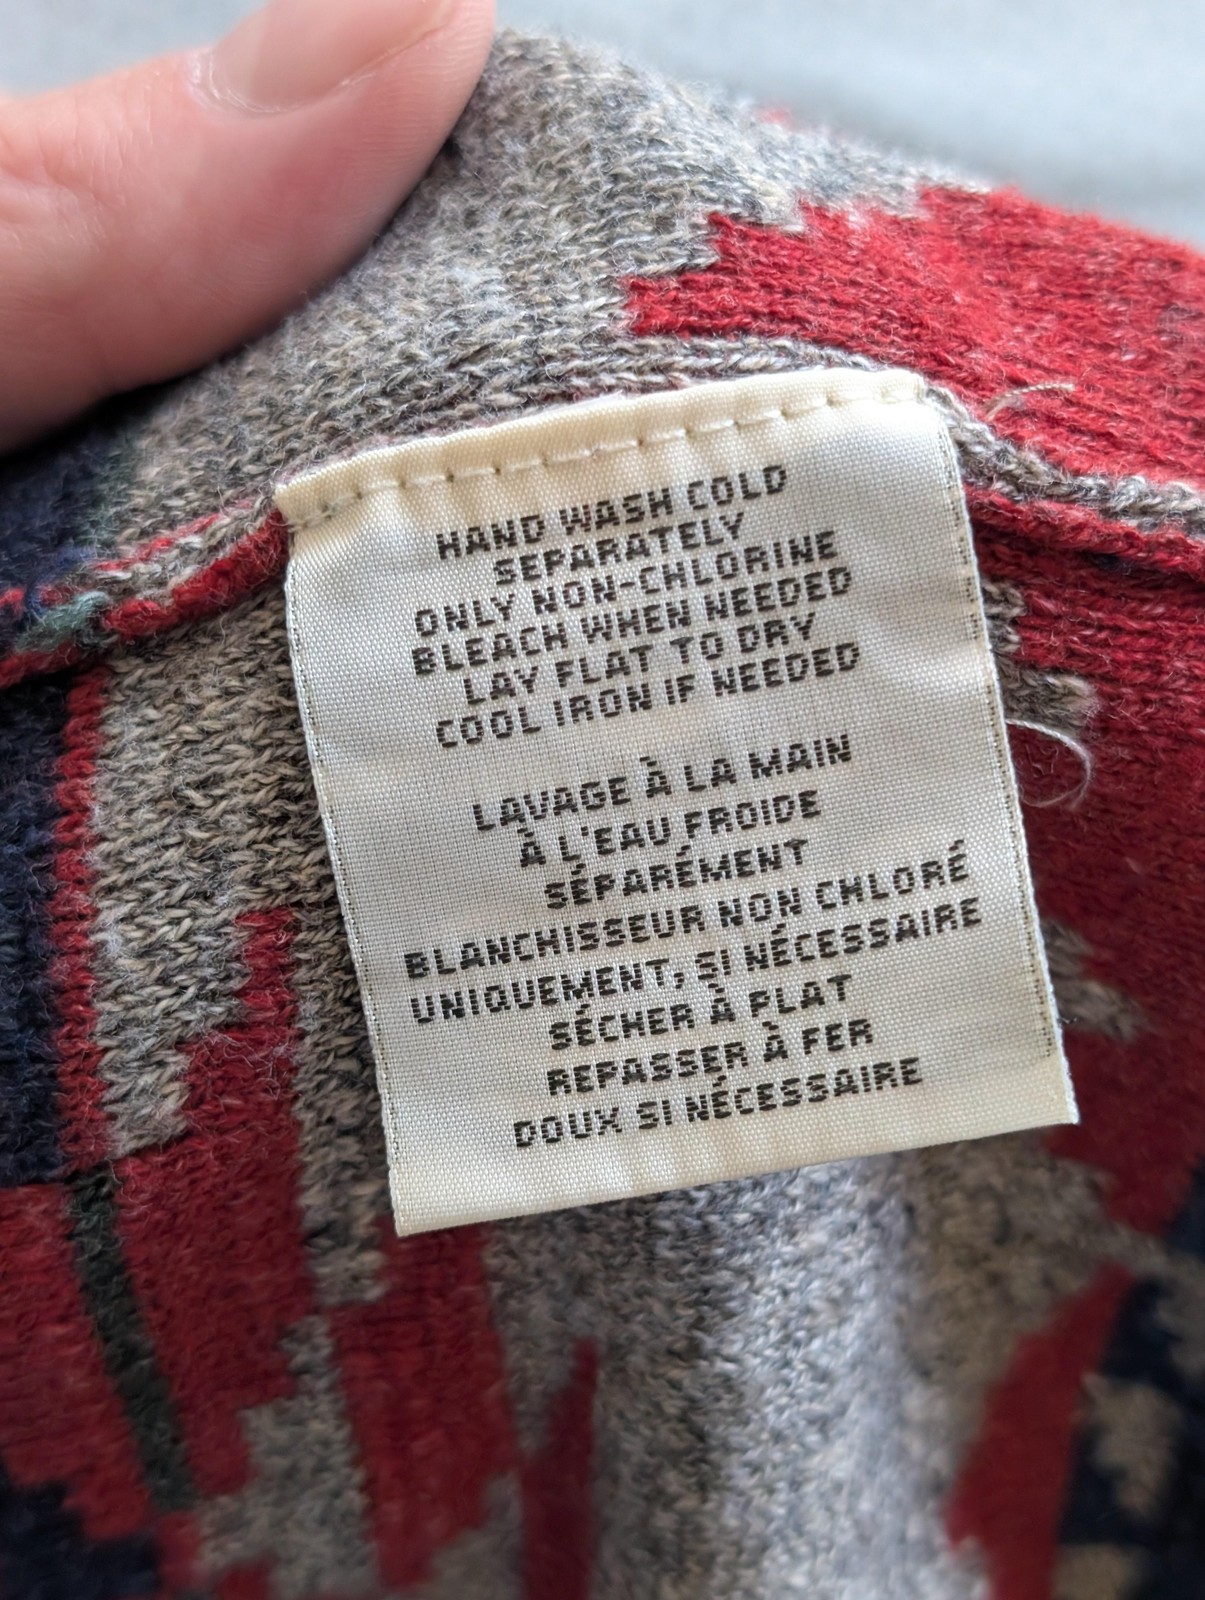 HAND WASH COLD
SEPARATELY
ONLY NON-CHLORINE
BLEACH WHEN NEEDED
LAY FLAT TO DRY
COOL IRON IF NEEDED
LAVAGE À LA MAIN
À L'EAU FROIDE
SÉPARÉMENT
BLANCHISSEUR NON CHLORÉ
UNIQUEMENT, SI NÉCESSAIRE
SÉCHER À PLAT
REPASSER À FER
DOUX SI NÉCESSAIRE